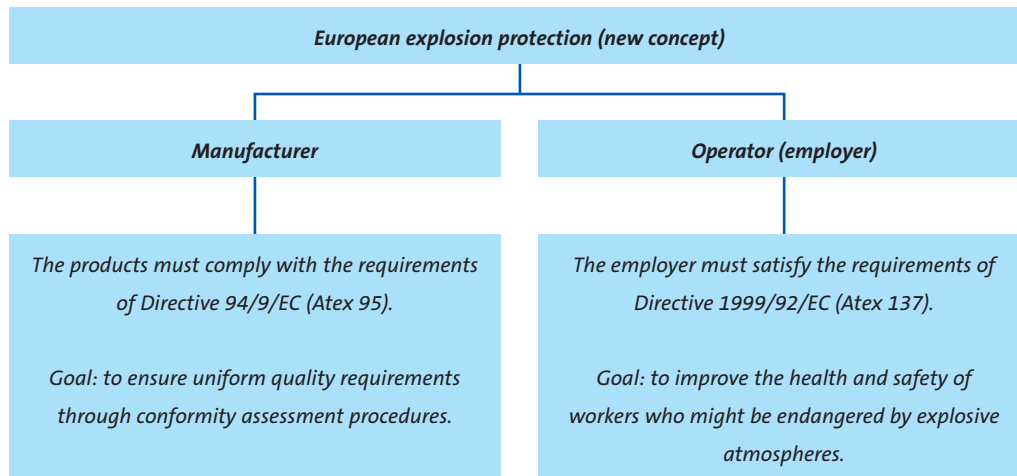 European explosion protection (new concept)
Manufacturer
Operator (employer)
The products must comply with the requirements
of Directive 94/9/EC (Atex 95).
Goal: to ensure uniform quality requirements
through conformity assessment procedures.
The employer must satisfy the requirements of
Directive 1999/92/EC (Atex 137).
Goal: to improve the health and safety of
workers who might be endangered by explosive
atmospheres.